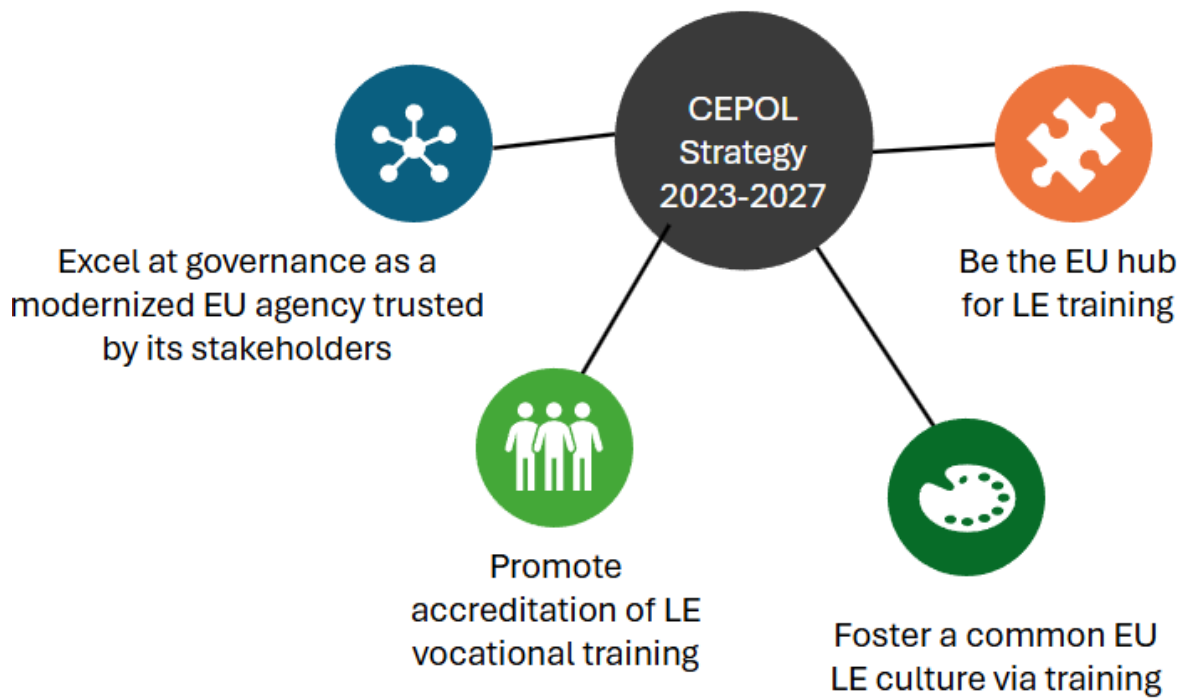 CEPOL
Strategy
2023-2027
Excel at governance as a
modernized EU agency trusted
by its stakeholders
Be the EU hub
for LE training
Promote
accreditation of LE
vocational training
Foster a common EU
LE culture via training